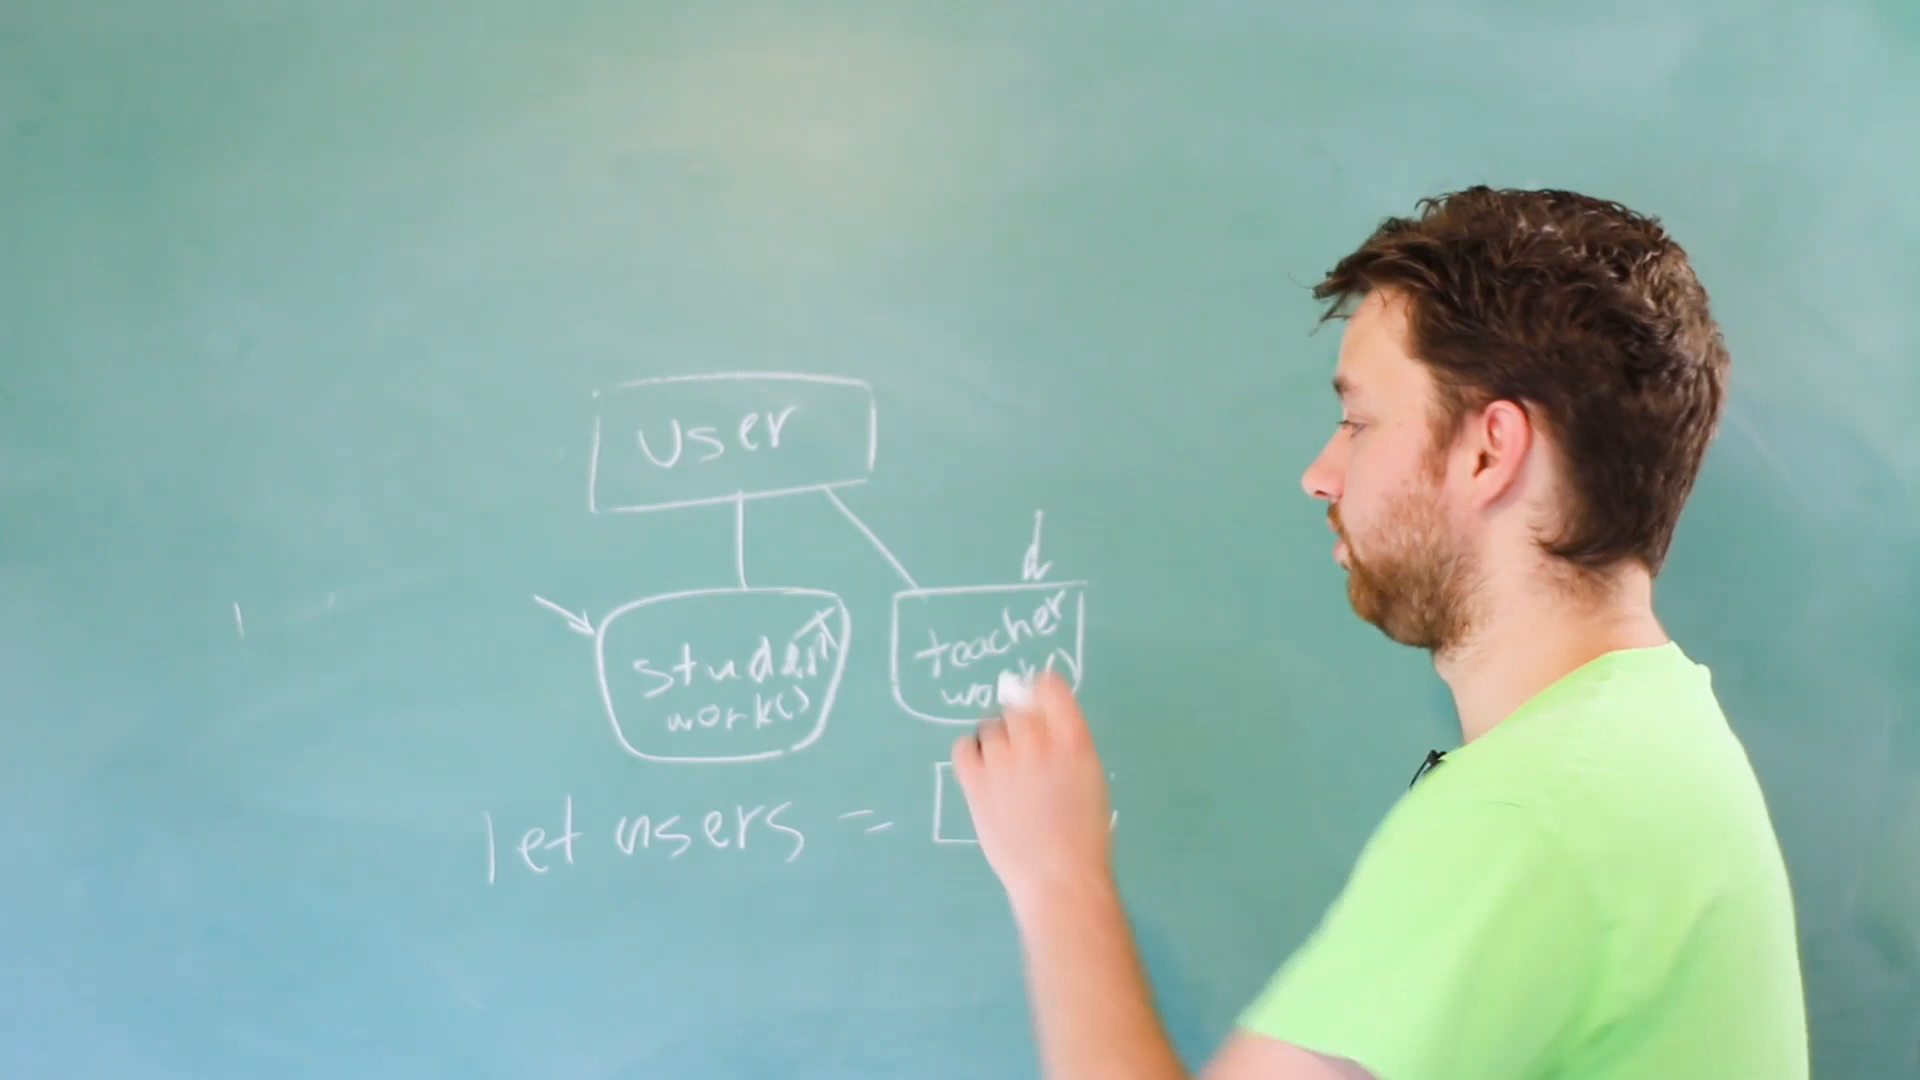 user
student
work()
teacher
let users = [